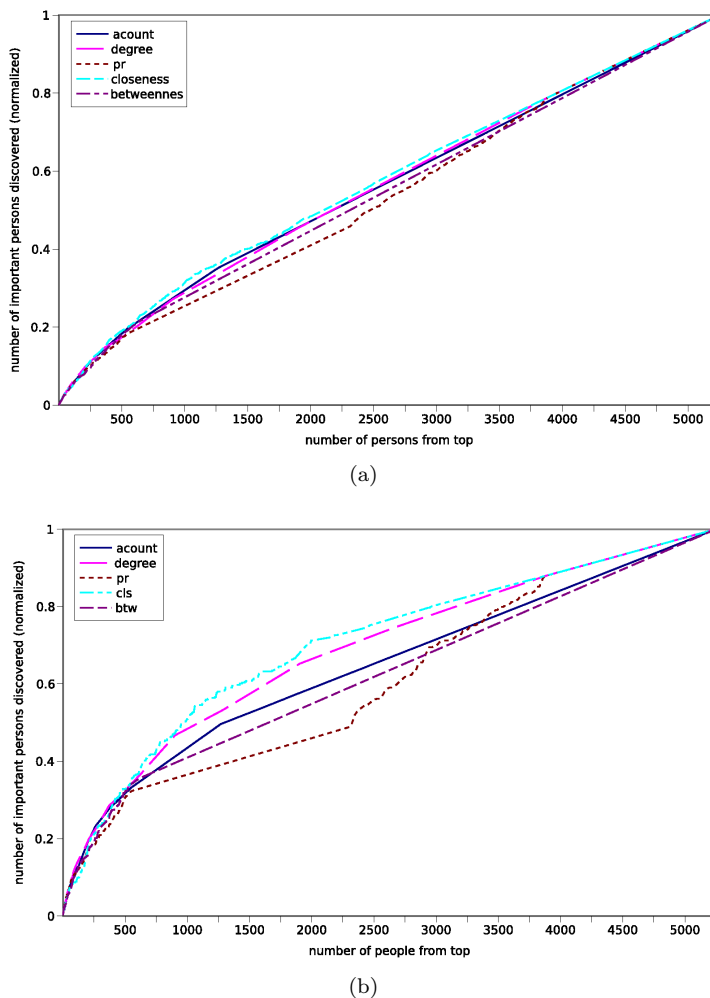 1
acount
degree
pr
closeness
betweennes
0.8
0.6
0.4
0.2
0
number of important persons discovered (normalized)
500 1000 1500 2000 2500 3000 3500 4000 4500 5000
number of persons from top
(a)
1
acount
degree
pr
cls
btw
0.8
0.6
0.4
0.2
0
number of important persons discovered (normalized)
500 1000 1500 2000 2500 3000 3500 4000 4500 5000
number of people from top
(b)